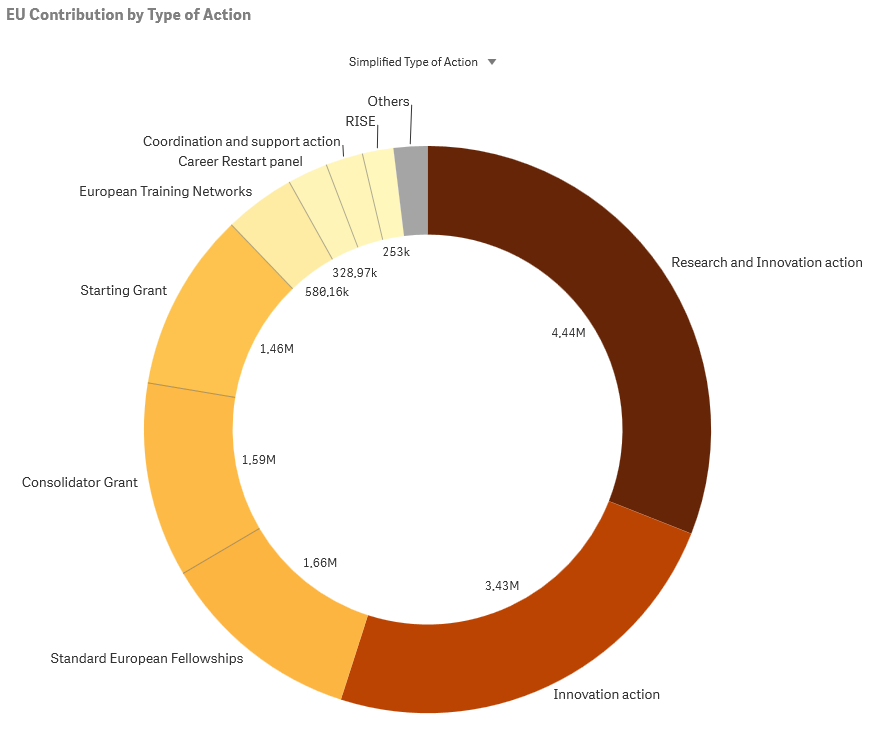 EU Contribution by Type of Action
Simplified Type of Action
Others
RISE
Coordination and support action
Career Restart panel
European Training Networks
253k
Research and Innovation action
328,97k
580,16k
Starting Grant
4,44M
1,46M
1,59M
Consolidator Grant
1,66M
3,43M
Standard European Fellowships
Innovation action